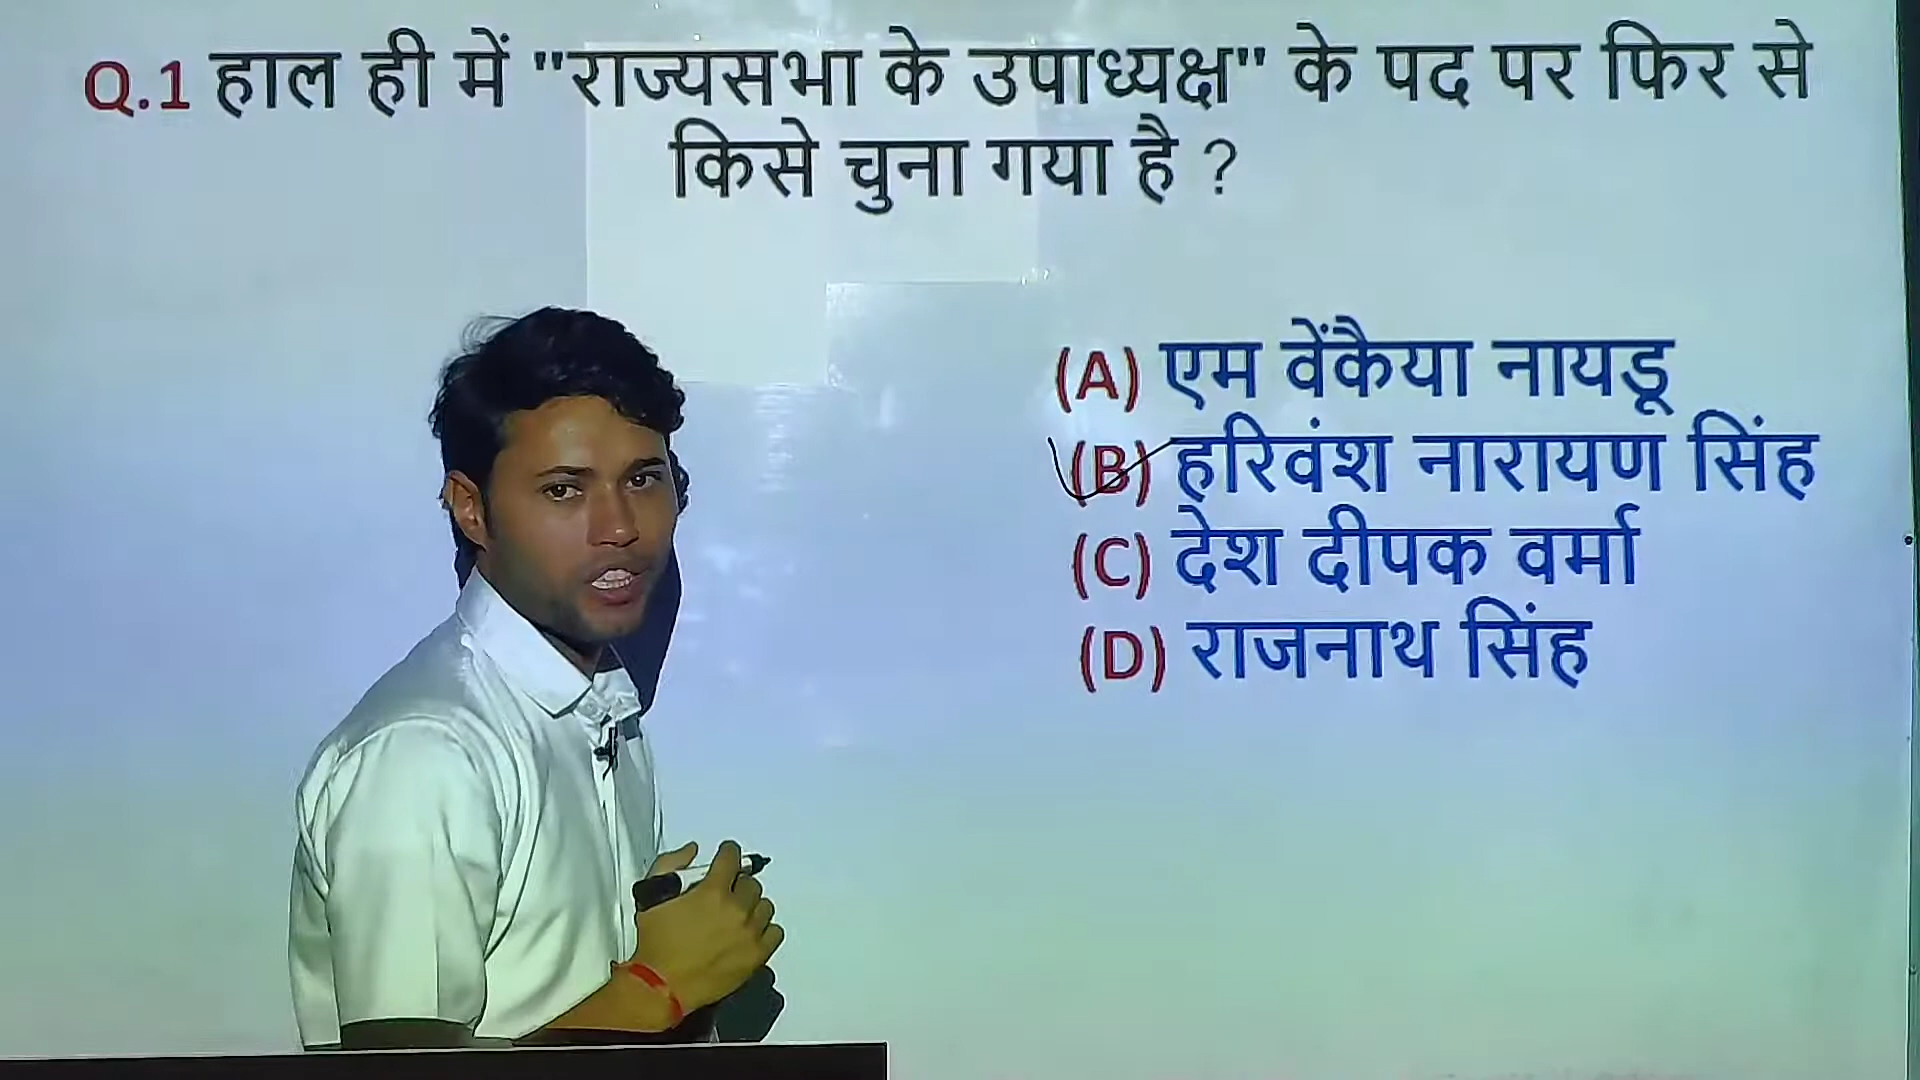 Q.1 हाल ही में "राज्यसभा के उपाध्यक्ष" के पद पर फिर से
किसे चुना गया है ?
(A) एम वेंकैया नायडू
(B) हरिवंश नारायण सिंह
(C) देश दीपक वर्मा
(D) राजनाथ सिंह